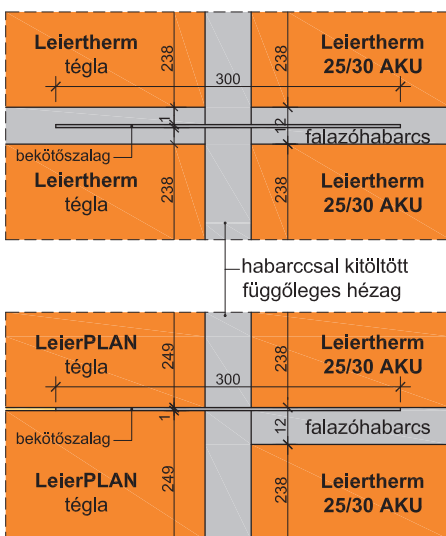 Leiertherm
tégla
238
300
238
Leiertherm
25/30 AKU
1
12
falazóhabarcs
bekötőszalag
Leiertherm
tégla
238
238
Leiertherm
25/30 AKU
habarccsal kitöltött
függőleges hézag
LeierPLAN
tégla
249
300
238
Leiertherm
25/30 AKU
1
12
falazóhabarcs
bekötőszalag
LeierPLAN
tégla
249
238
Leiertherm
25/30 AKU